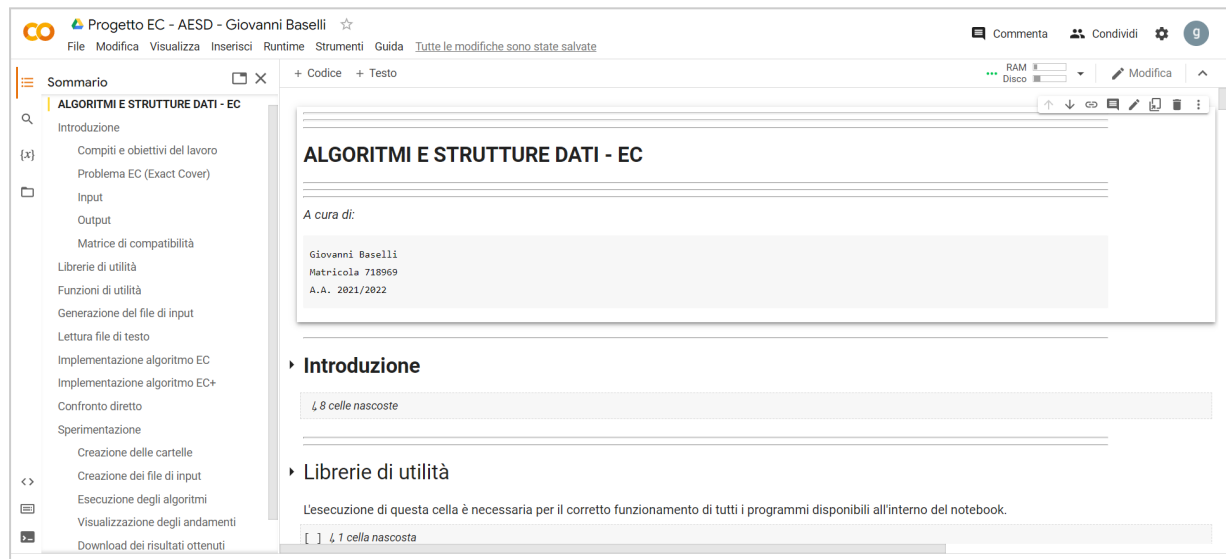 Progetto EC - AESD - Giovanni Baselli
File Modifica Visualizza Inserisci Runtime Strumenti Guida Tutte le modifiche sono state salvate
Commenta Condividi g
Sommario
ALGORITMI E STRUTTURE DATI - EC
Introduzione
Compiti e obiettivi del lavoro
Problema EC (Exact Cover)
Input
Output
Matrice di compatibilità
Librerie di utilità
Funzioni di utilità
Generazione del file di input
Lettura file di testo
Implementazione algoritmo EC
Implementazione algoritmo EC+
Confronto diretto
Sperimentazione
Creazione delle cartelle
Creazione dei file di input
Esecuzione degli algoritmi
Visualizzazione degli andamenti
Download dei risultati ottenuti
{x}
+ Codice + Testo
RAM
Disco
Modifica
ALGORITMI E STRUTTURE DATI - EC
A cura di:
Giovanni Baselli
Matricola 718969
A.A. 2021/2022
Introduzione
↳ 8 celle nascoste
Librerie di utilità
L'esecuzione di questa cella è necessaria per il corretto funzionamento di tutti i programmi disponibili all'interno del notebook.
[ ] ↳ 1 cella nascosta